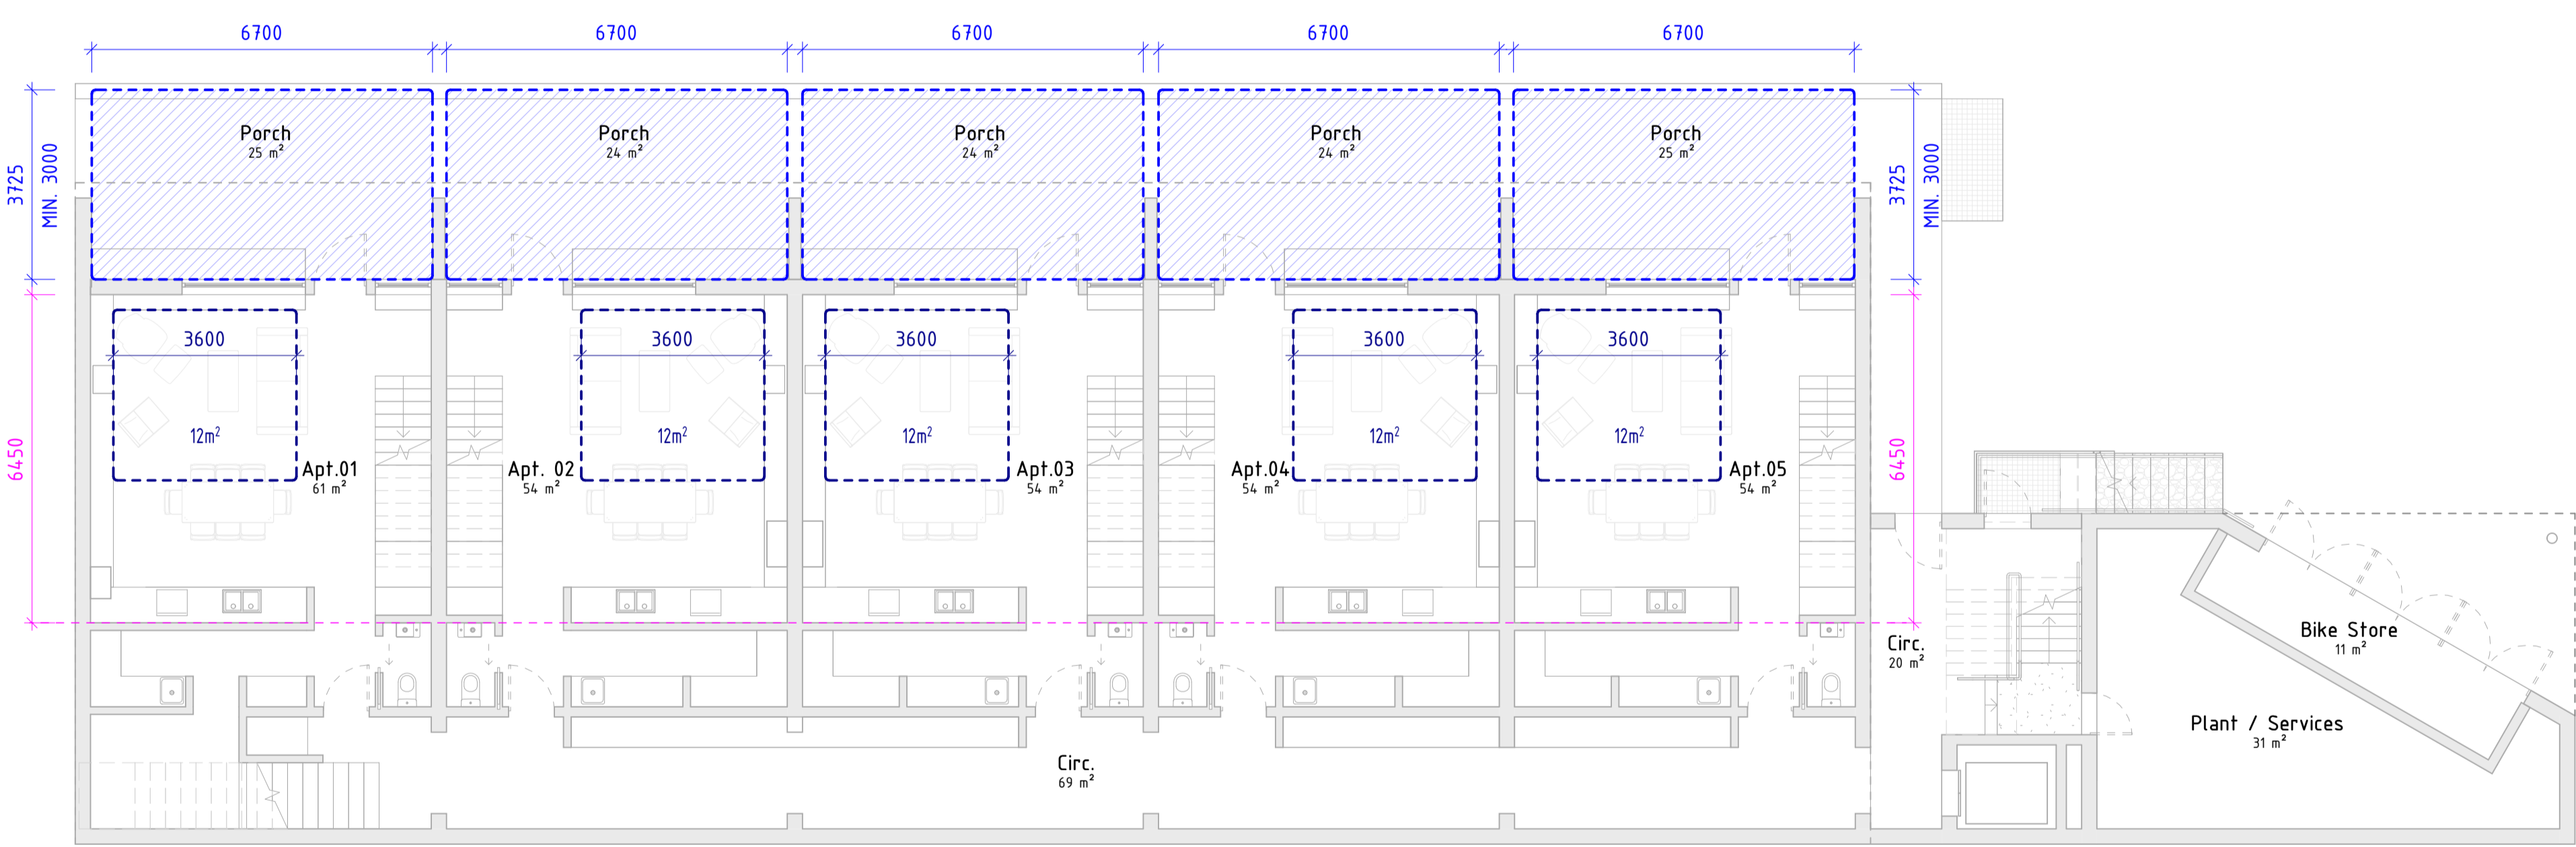 6700 6700 6700 6700 6700
Porch Porch Porch Porch Porch
25 m² 24 m² 24 m² 24 m² 25 m²
3725 MIN. 3000 3725 MIN. 3000
3600 3600 3600 3600 3600
12m² 12m² 12m² 12m² 12m²
6450 6450
Apt.01 Apt. 02 Apt.03 Apt.04 Apt.05
61 m² 54 m² 54 m² 54 m² 54 m²
Circ.
20 m²
Bike Store
11 m²
Plant / Services
31 m²
Circ.
69 m²